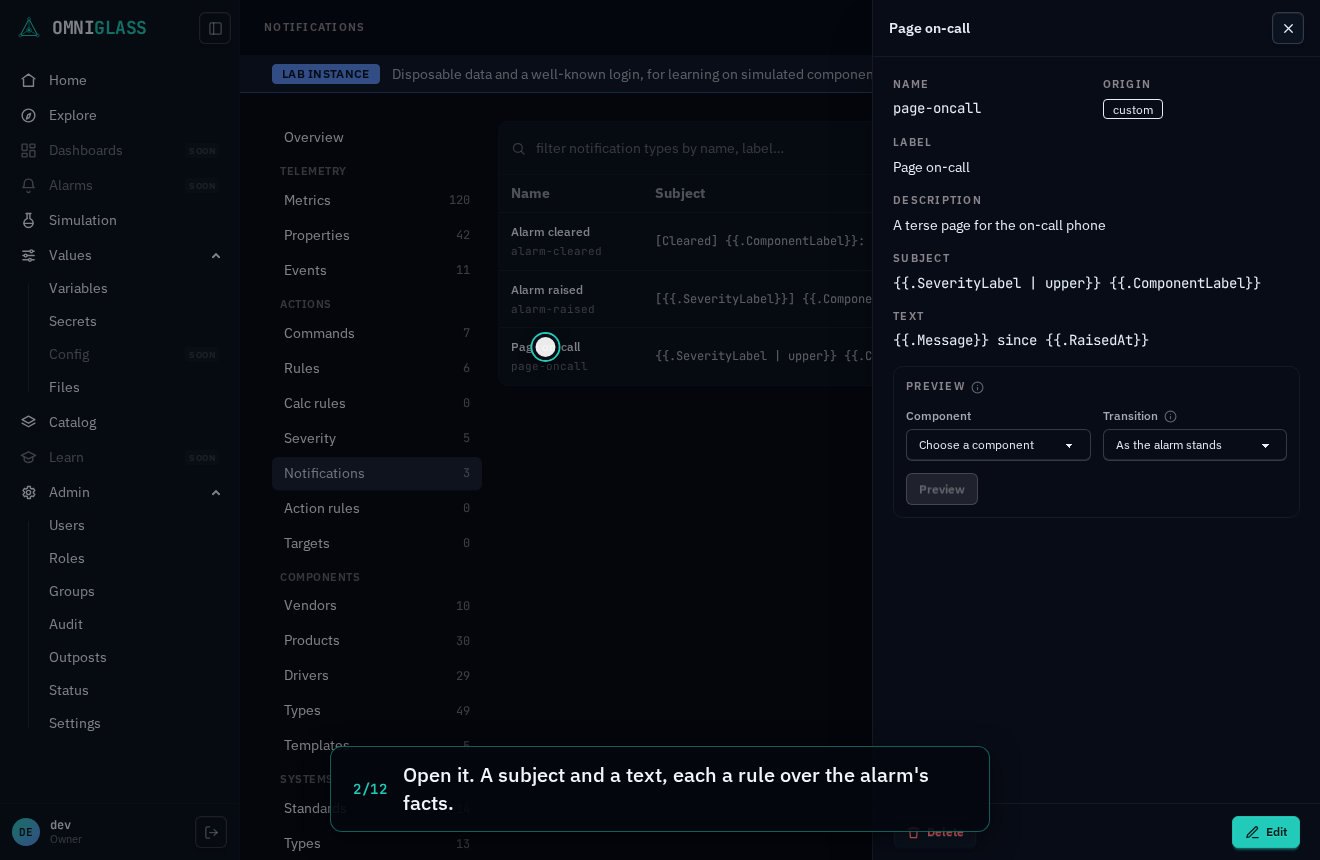 OMNIGLASS
Home
Explore
Dashboards SOON
Alarms SOON
Simulation
Values
Variables
Secrets
Config SOON
Files
Catalog
Learn SOON
Admin
Users
Roles
Groups
Audit
Outposts
Status
Settings
DE dev
Owner
NOTIFICATIONS
LAB INSTANCE Disposable data and a well-known login, for learning on simulated componen
Overview
TELEMETRY
Metrics 120
Properties 42
Events 11
ACTIONS
Commands 7
Rules 6
Calc rules 0
Severity 5
Notifications 3
Action rules 0
Targets 0
COMPONENTS
Vendors 10
Products 30
Drivers 29
Types 49
Templates 5
SYSTEMS
Standards
Types 13
filter notification types by name, label...
Name Subject
Alarm cleared
alarm-cleared
[Cleared] {{.ComponentLabel}}:
Alarm raised
alarm-raised
[{{.SeverityLabel}}] {{.Compone
page-oncall
{{.SeverityLabel | upper}} {{.C
Page on-call
NAME
page-oncall
ORIGIN
custom
LABEL
Page on-call
DESCRIPTION
A terse page for the on-call phone
SUBJECT
{{.SeverityLabel | upper}} {{.ComponentLabel}}
TEXT
{{.Message}} since {{.RaisedAt}}
PREVIEW
Component Transition
Choose a component As the alarm stands
Preview
Delete Edit
2/12 Open it. A subject and a text, each a rule over the alarm's
facts.